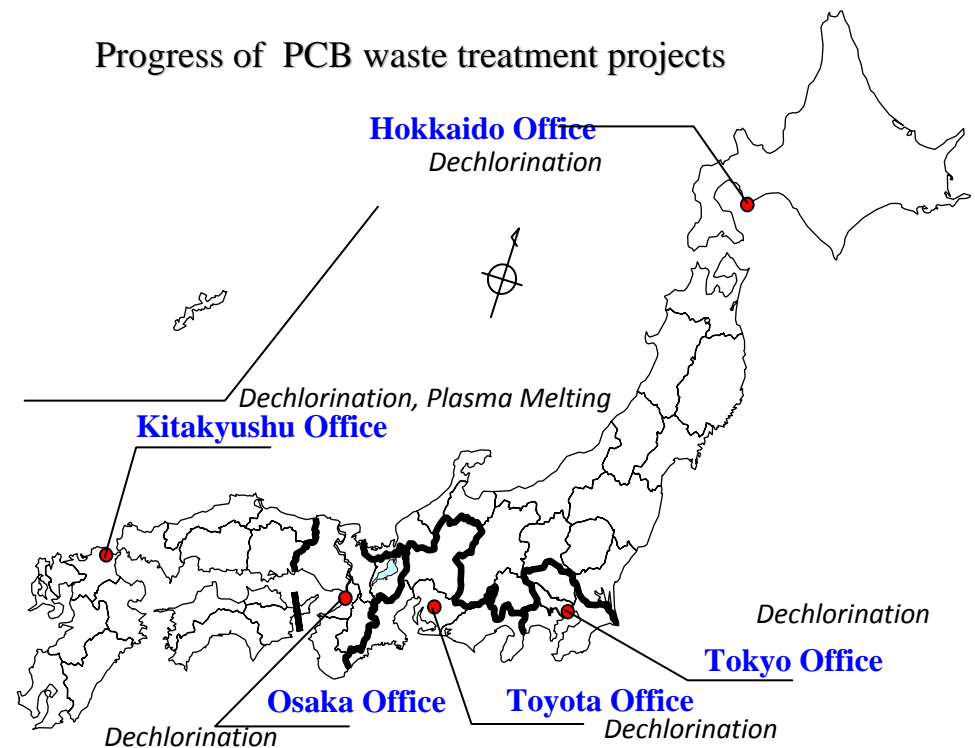 Progress of PCB waste treatment projects
Hokkaido Office
Dechlorination
Dechlorination, Plasma Melting
Kitakyushu Office
Dechlorination
Tokyo Office
Osaka Office
Toyota Office
Dechlorination
Dechlorination